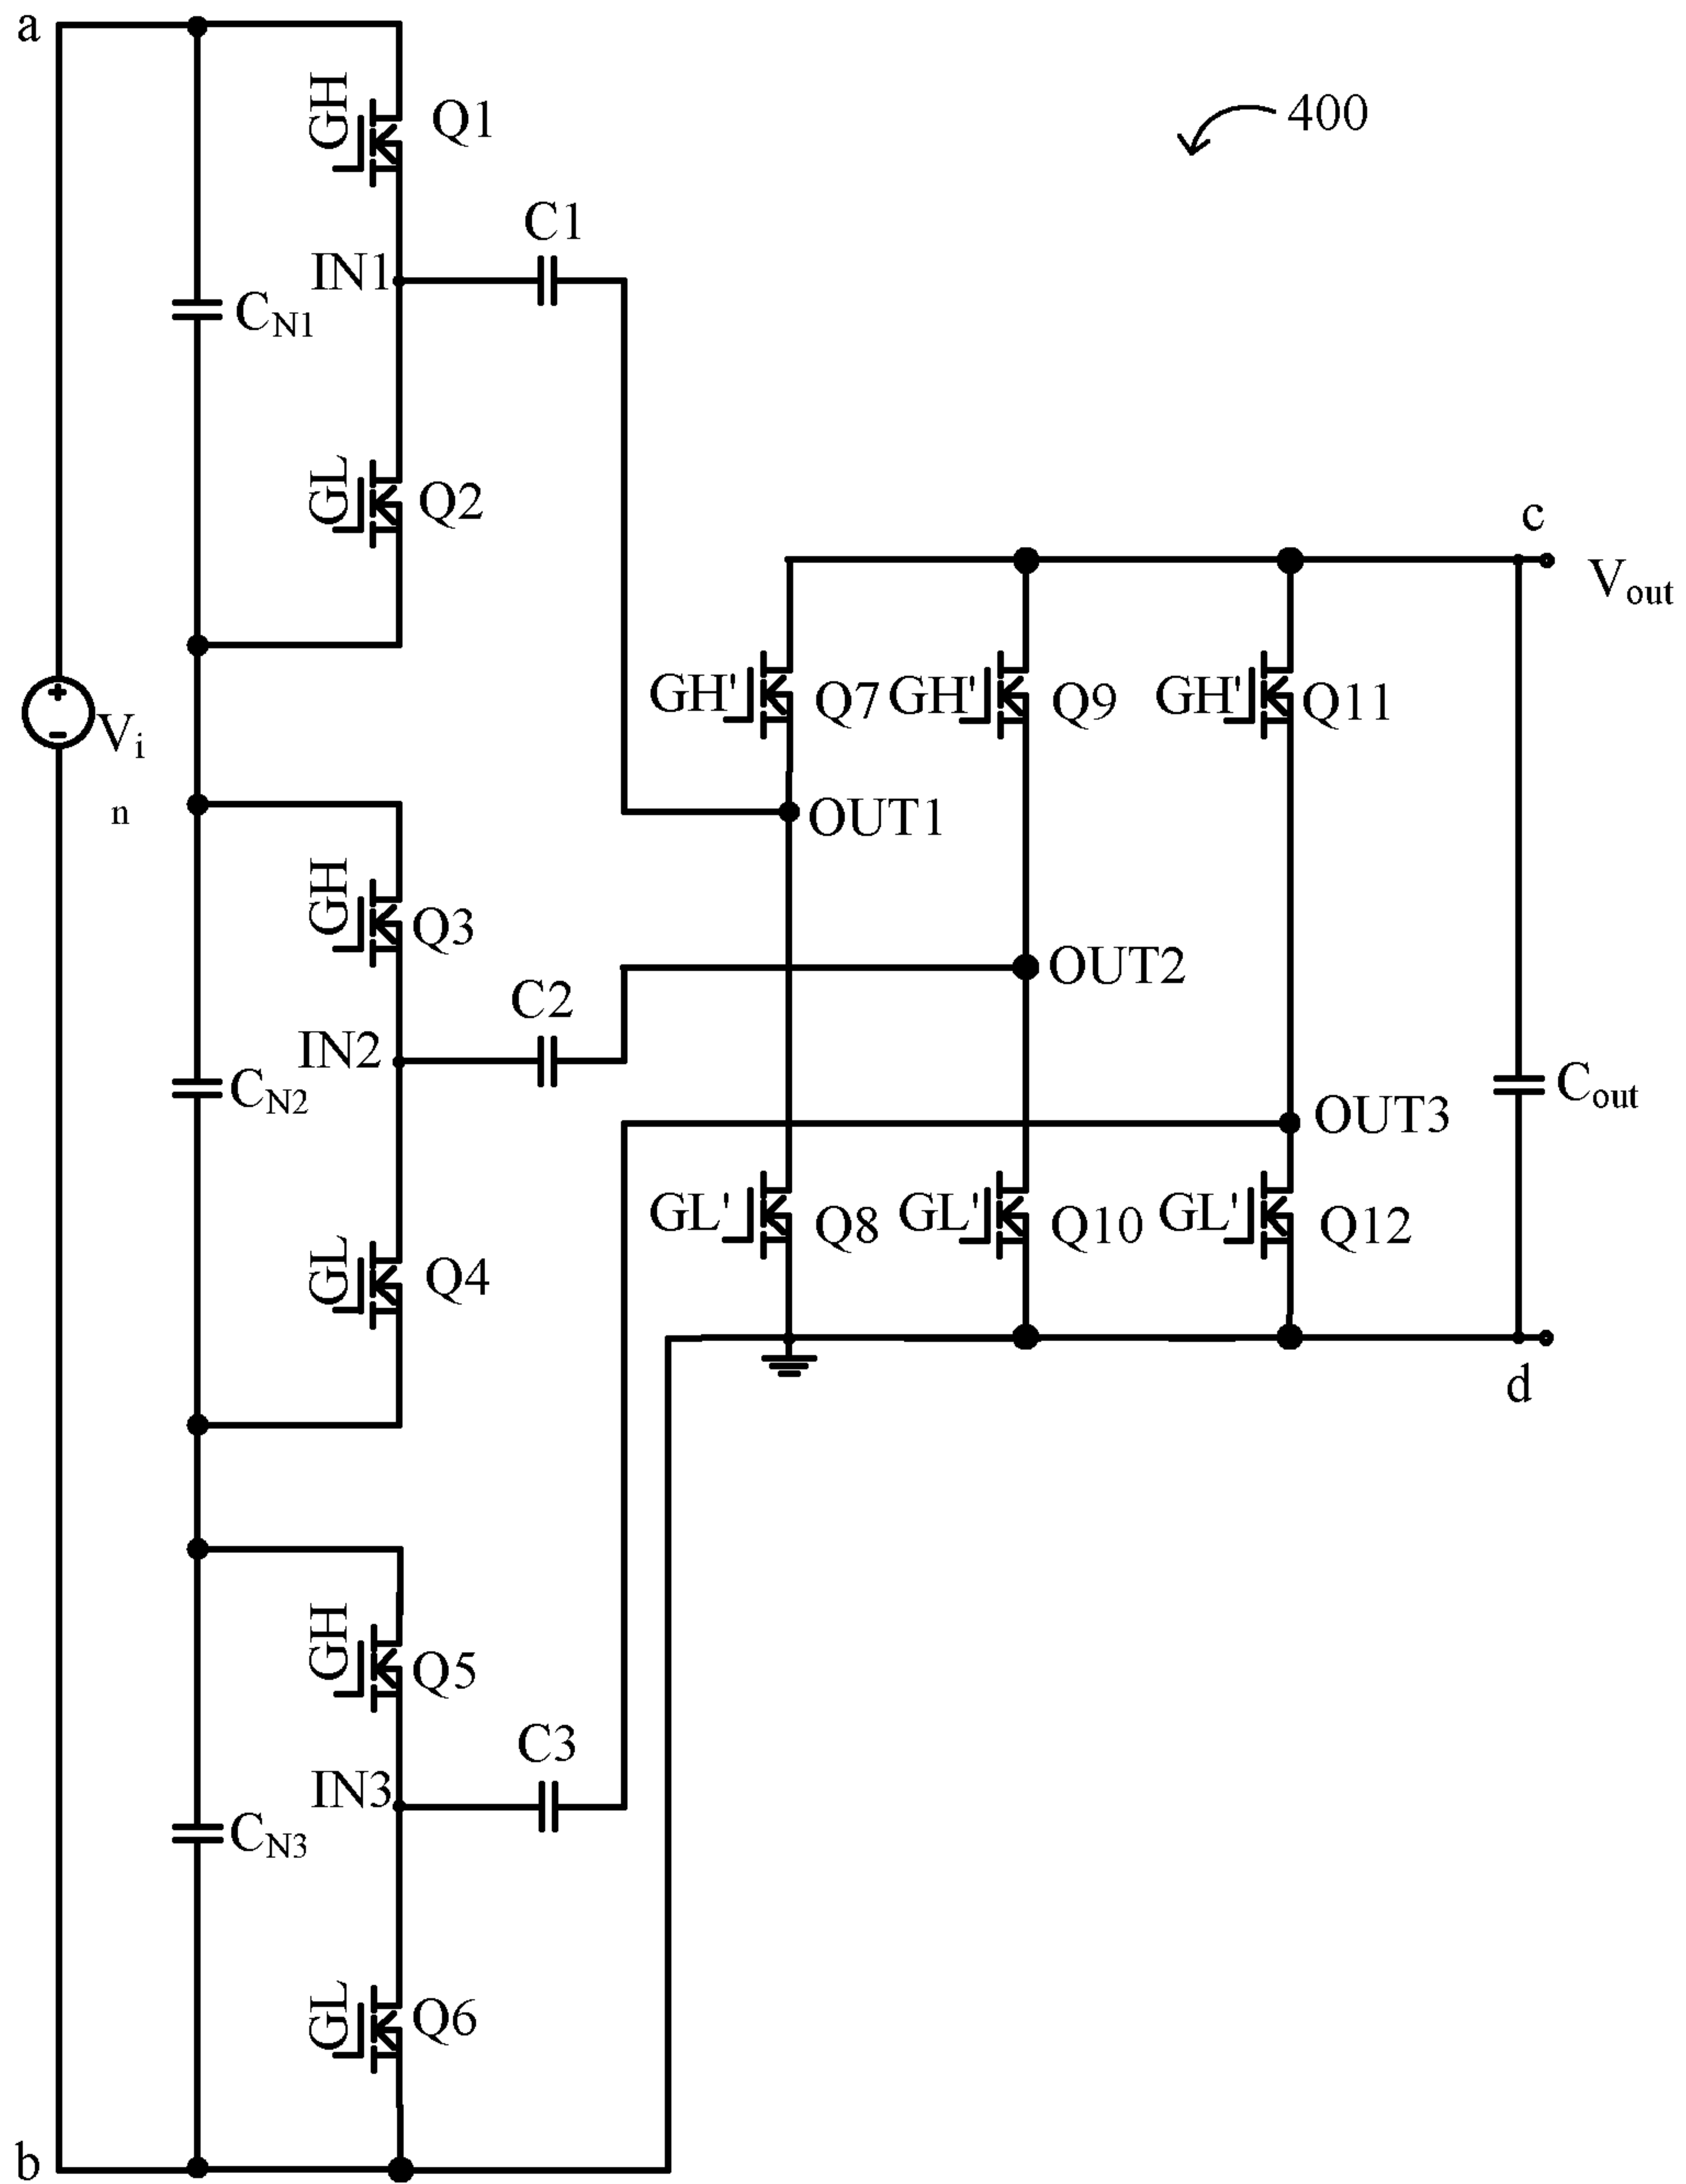 a
GH
Q1
400
C1
IN1
CN1
GL
Q2
c
Vout
GH'
Q7
GH'
Q9
GH'
Q11
+
-
Vi
n
OUT1
GH
Q3
OUT2
C2
IN2
CN2
Cout
OUT3
GL'
Q8
GL'
Q10
GL'
Q12
GL
Q4
d
GH
Q5
C3
IN3
CN3
GL
Q6
b